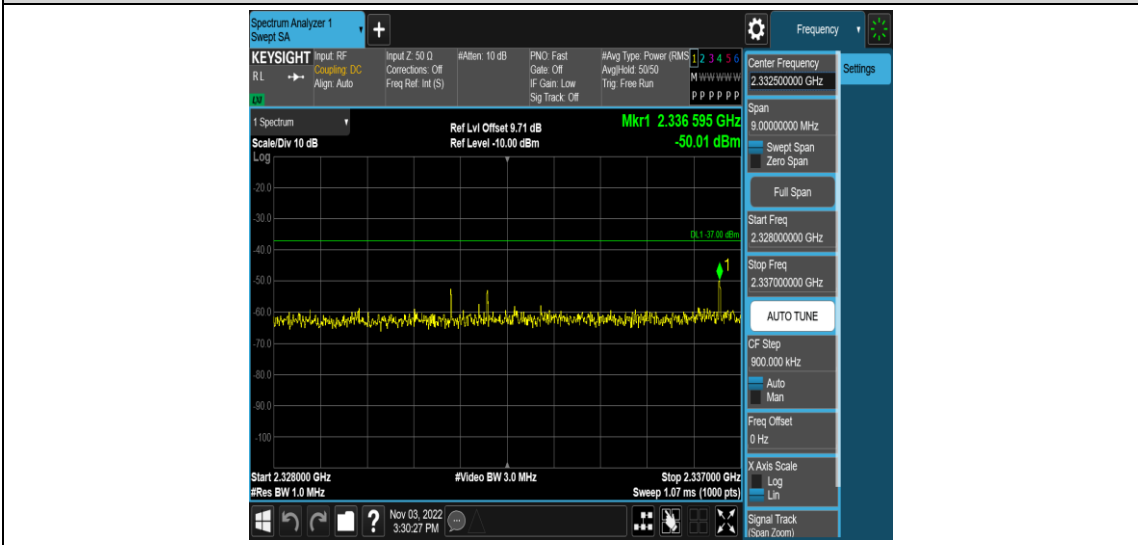 Spectrum Analyzer 1
Swept SA
+
Frequency
KEYSIGHT
RL
LXI
Input: RF
Coupling: DC
Align: Auto
Input Z: 50 Ω
Corrections: Off
Freq Ref: Int (S)
#Atten: 10 dB
PNO: Fast
Gate: Off
IF Gain: Low
Sig Track: Off
#Avg Type: Power (RMS
Avg|Hold: 50/50
Trig: Free Run
1 2 3 4 5 6
M W W W W W
P P P P P P
1 Spectrum
Scale/Div 10 dB
Log
Ref Lvl Offset 9.71 dB
Ref Level -10.00 dBm
Mkr1 2.336 595 GHz
-50.01 dBm
-20.0
-30.0
DL1 -37.00 dBm
-40.0
1
-50.0
-60.0
-70.0
-80.0
-90.0
-100
Start 2.328000 GHz
#Video BW 3.0 MHz
Stop 2.337000 GHz
#Res BW 1.0 MHz
Sweep 1.07 ms (1000 pts)
?
Nov 03, 2022
3:30:27 PM
Center Frequency
2.332500000 GHz
Settings
Span
9.00000000 MHz
Swept Span
Zero Span
Full Span
Start Freq
2.328000000 GHz
Stop Freq
2.337000000 GHz
AUTO TUNE
CF Step
900.000 kHz
Auto
Man
Freq Offset
0 Hz
X Axis Scale
Log
Lin
Signal Track
(Span Zoom)